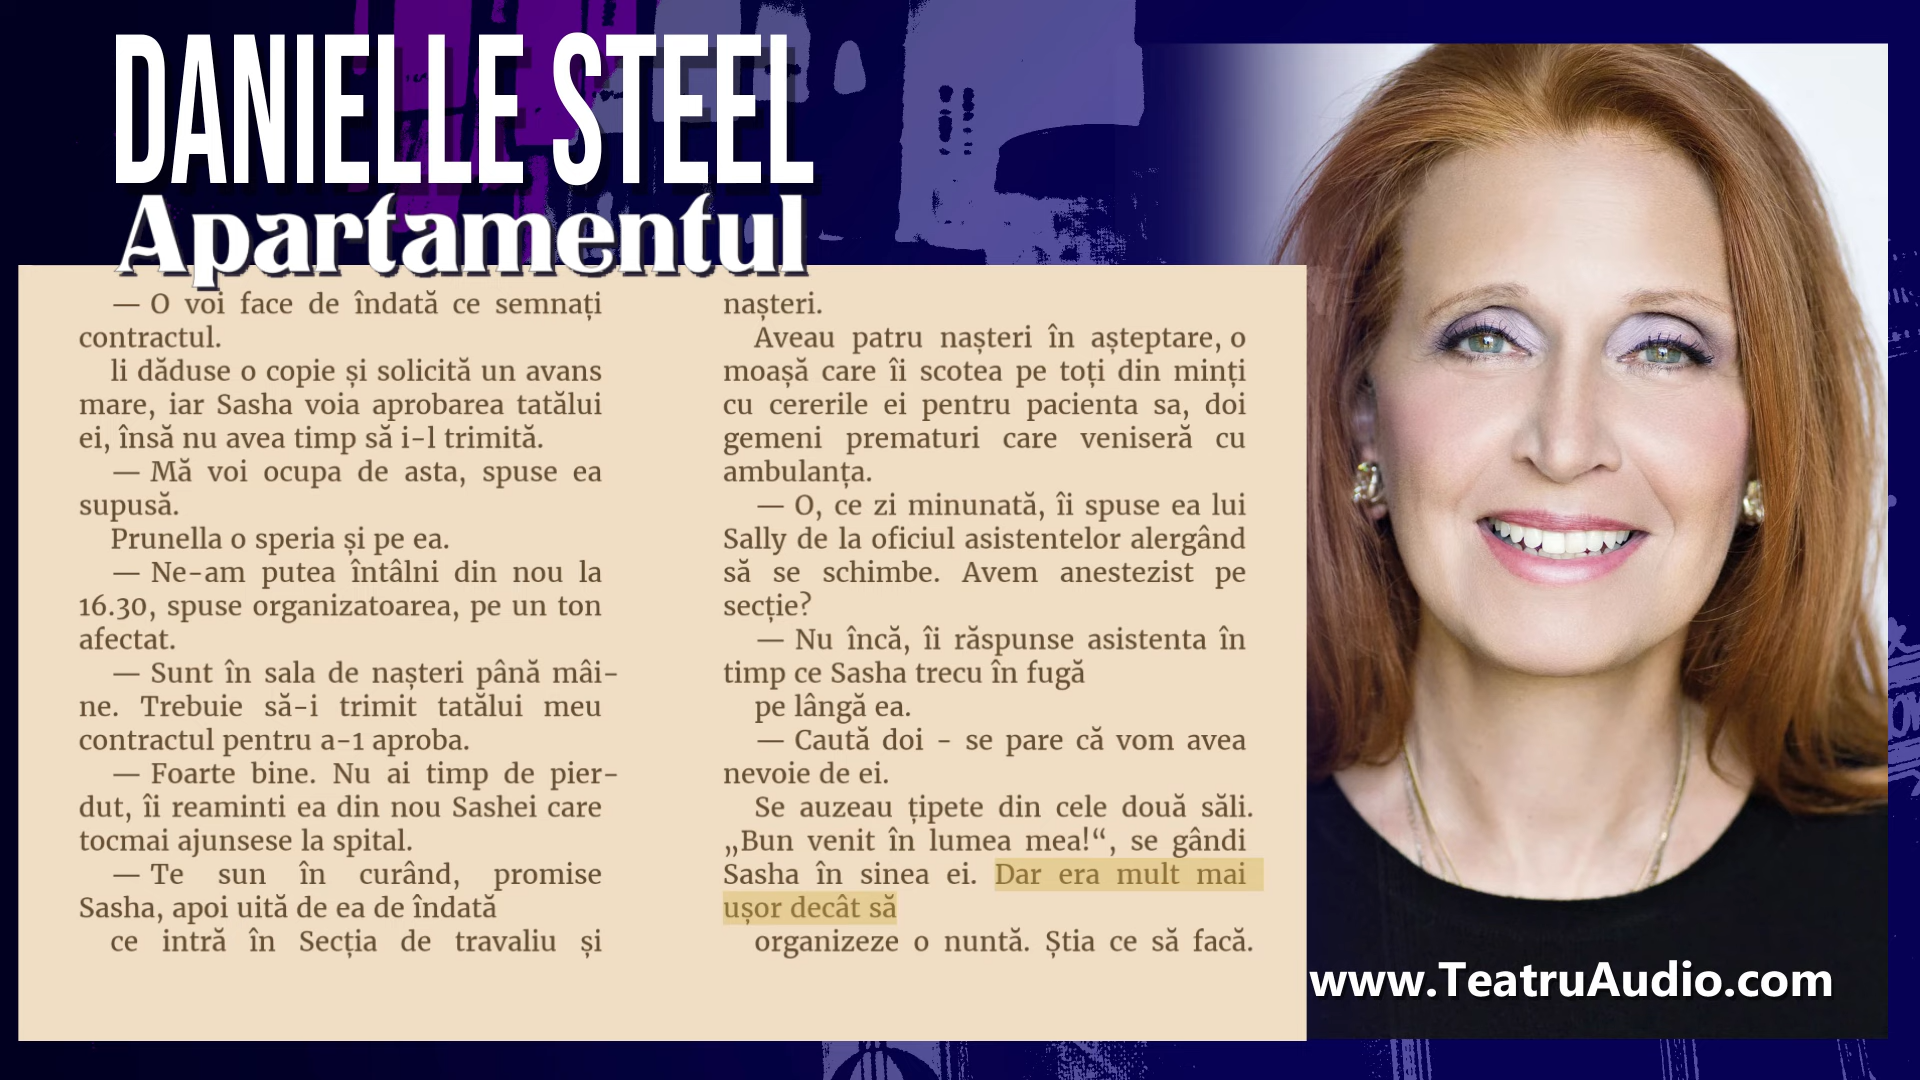 DANIELLE STEEL
Apartamentul
— O voi face de îndată ce semnați
contractul.
li dăduse o copie și solicită un avans
mare, iar Sasha voia aprobarea tatălui
ei, însă nu avea timp să i-l trimită.
— Mă voi ocupa de asta, spuse ea
supusă.
Prunella o speria și pe ea.
— Ne-am putea întâlni din nou la
16.30, spuse organizatoarea, pe un ton
afectat.
— Sunt în sala de nașteri până mâi-
ne. Trebuie să-i trimit tatălui meu
contractul pentru a-1 aproba.
— Foarte bine. Nu ai timp de pier-
dut, îi reaminti ea din nou Sashei care
tocmai ajunsese la spital.
— Te sun în curând, promise
Sasha, apoi uită de ea de îndată
ce intră în Secția de travaliu și
nașteri.
Aveau patru nașteri în așteptare, o
moașă care îi scotea pe toți din minți
cu cererile ei pentru pacienta sa, doi
gemeni prematuri care veniseră cu
ambulanța.
— O, ce zi minunată, îi spuse ea lui
Sally de la oficiul asistentelor alergând
să se schimbe. Avem anestezist pe
secție?
— Nu încă, îi răspunse asistenta în
timp ce Sasha trecu în fugă
pe lângă ea.
— Caută doi - se pare că vom avea
nevoie de ei.
Se auzeau țipete din cele două săli.
„Bun venit în lumea mea!“, se gândi
Sasha în sinea ei. Dar era mult mai
ușor decât să
organizeze o nuntă. Știa ce să facă.
www.TeatruAudio.com